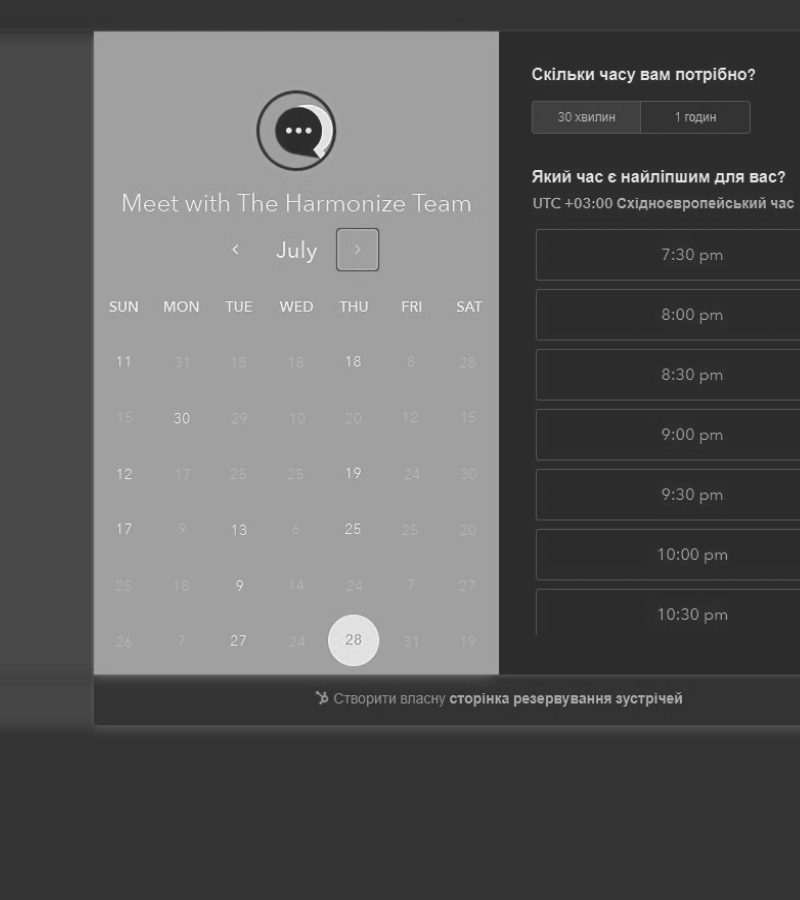 Meet with The Harmonize Team
July
SUN MON TUE WED THU FRI SAT
11 31 18 18 18 8 28
15 30 29 10 20 12 15
12 17 25 25 19 24 30
17 9 13 6 25 25 20
25 18 9 14 24 7 27
26 7 27 24 28 31 19
Скільки часу вам потрібно?
30 хвилин 1 годин
Який час є найліпшим для вас?
UTC +03:00 Східноєвропейський час
7:30 pm
8:00 pm
8:30 pm
9:00 pm
9:30 pm
10:00 pm
10:30 pm
Створити власну сторінка резервування зустрічей